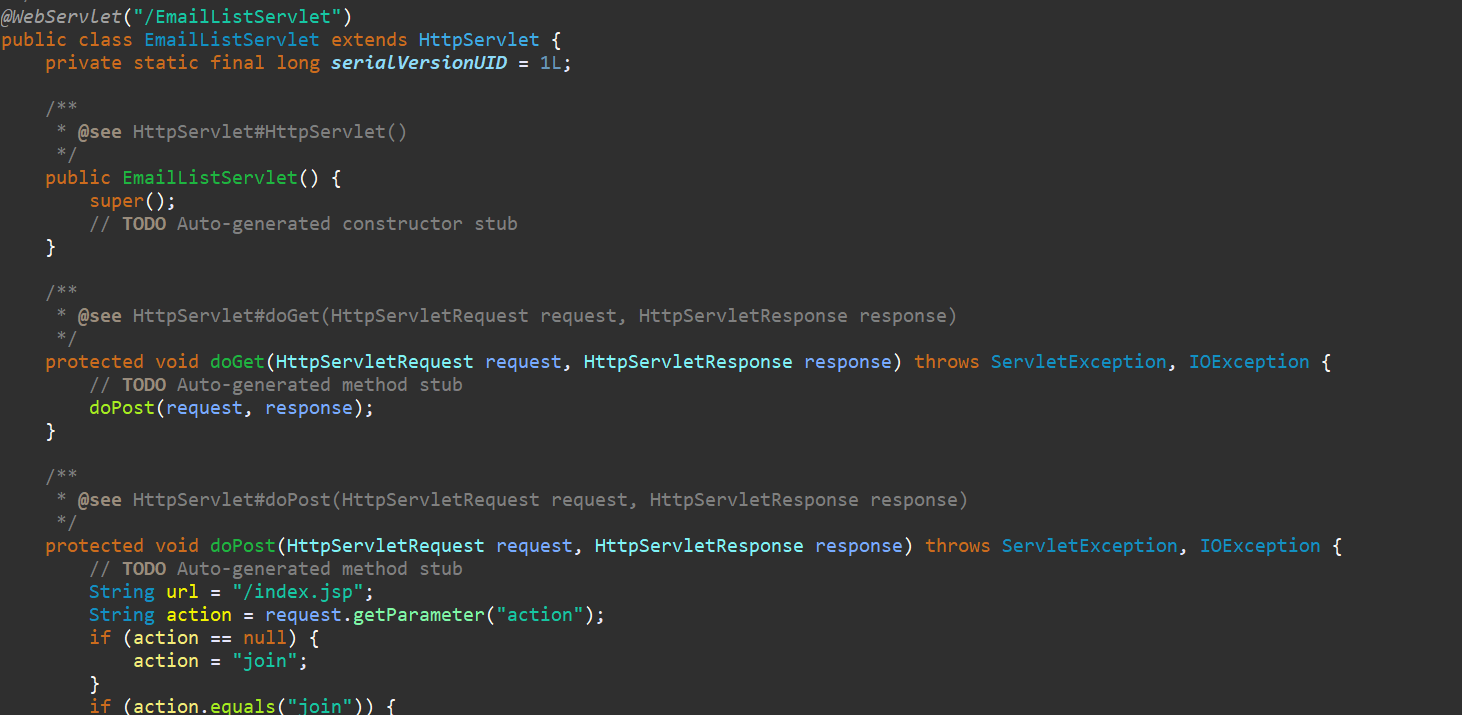 @WebServlet("/EmailListServlet")
public class EmailListServlet extends HttpServlet {
    private static final long serialVersionUID = 1L;

    /**
     * @see HttpServlet#HttpServlet()
     */
    public EmailListServlet() {
        super();
        // TODO Auto-generated constructor stub
    }

    /**
     * @see HttpServlet#doGet(HttpServletRequest request, HttpServletResponse response)
     */
    protected void doGet(HttpServletRequest request, HttpServletResponse response) throws ServletException, IOException {
        // TODO Auto-generated method stub
        doPost(request, response);
    }

    /**
     * @see HttpServlet#doPost(HttpServletRequest request, HttpServletResponse response)
     */
    protected void doPost(HttpServletRequest request, HttpServletResponse response) throws ServletException, IOException {
        // TODO Auto-generated method stub
        String url = "/index.jsp";
        String action = request.getParameter("action");
        if (action == null) {
            action = "join";
        }
        if (action.equals("join")) {